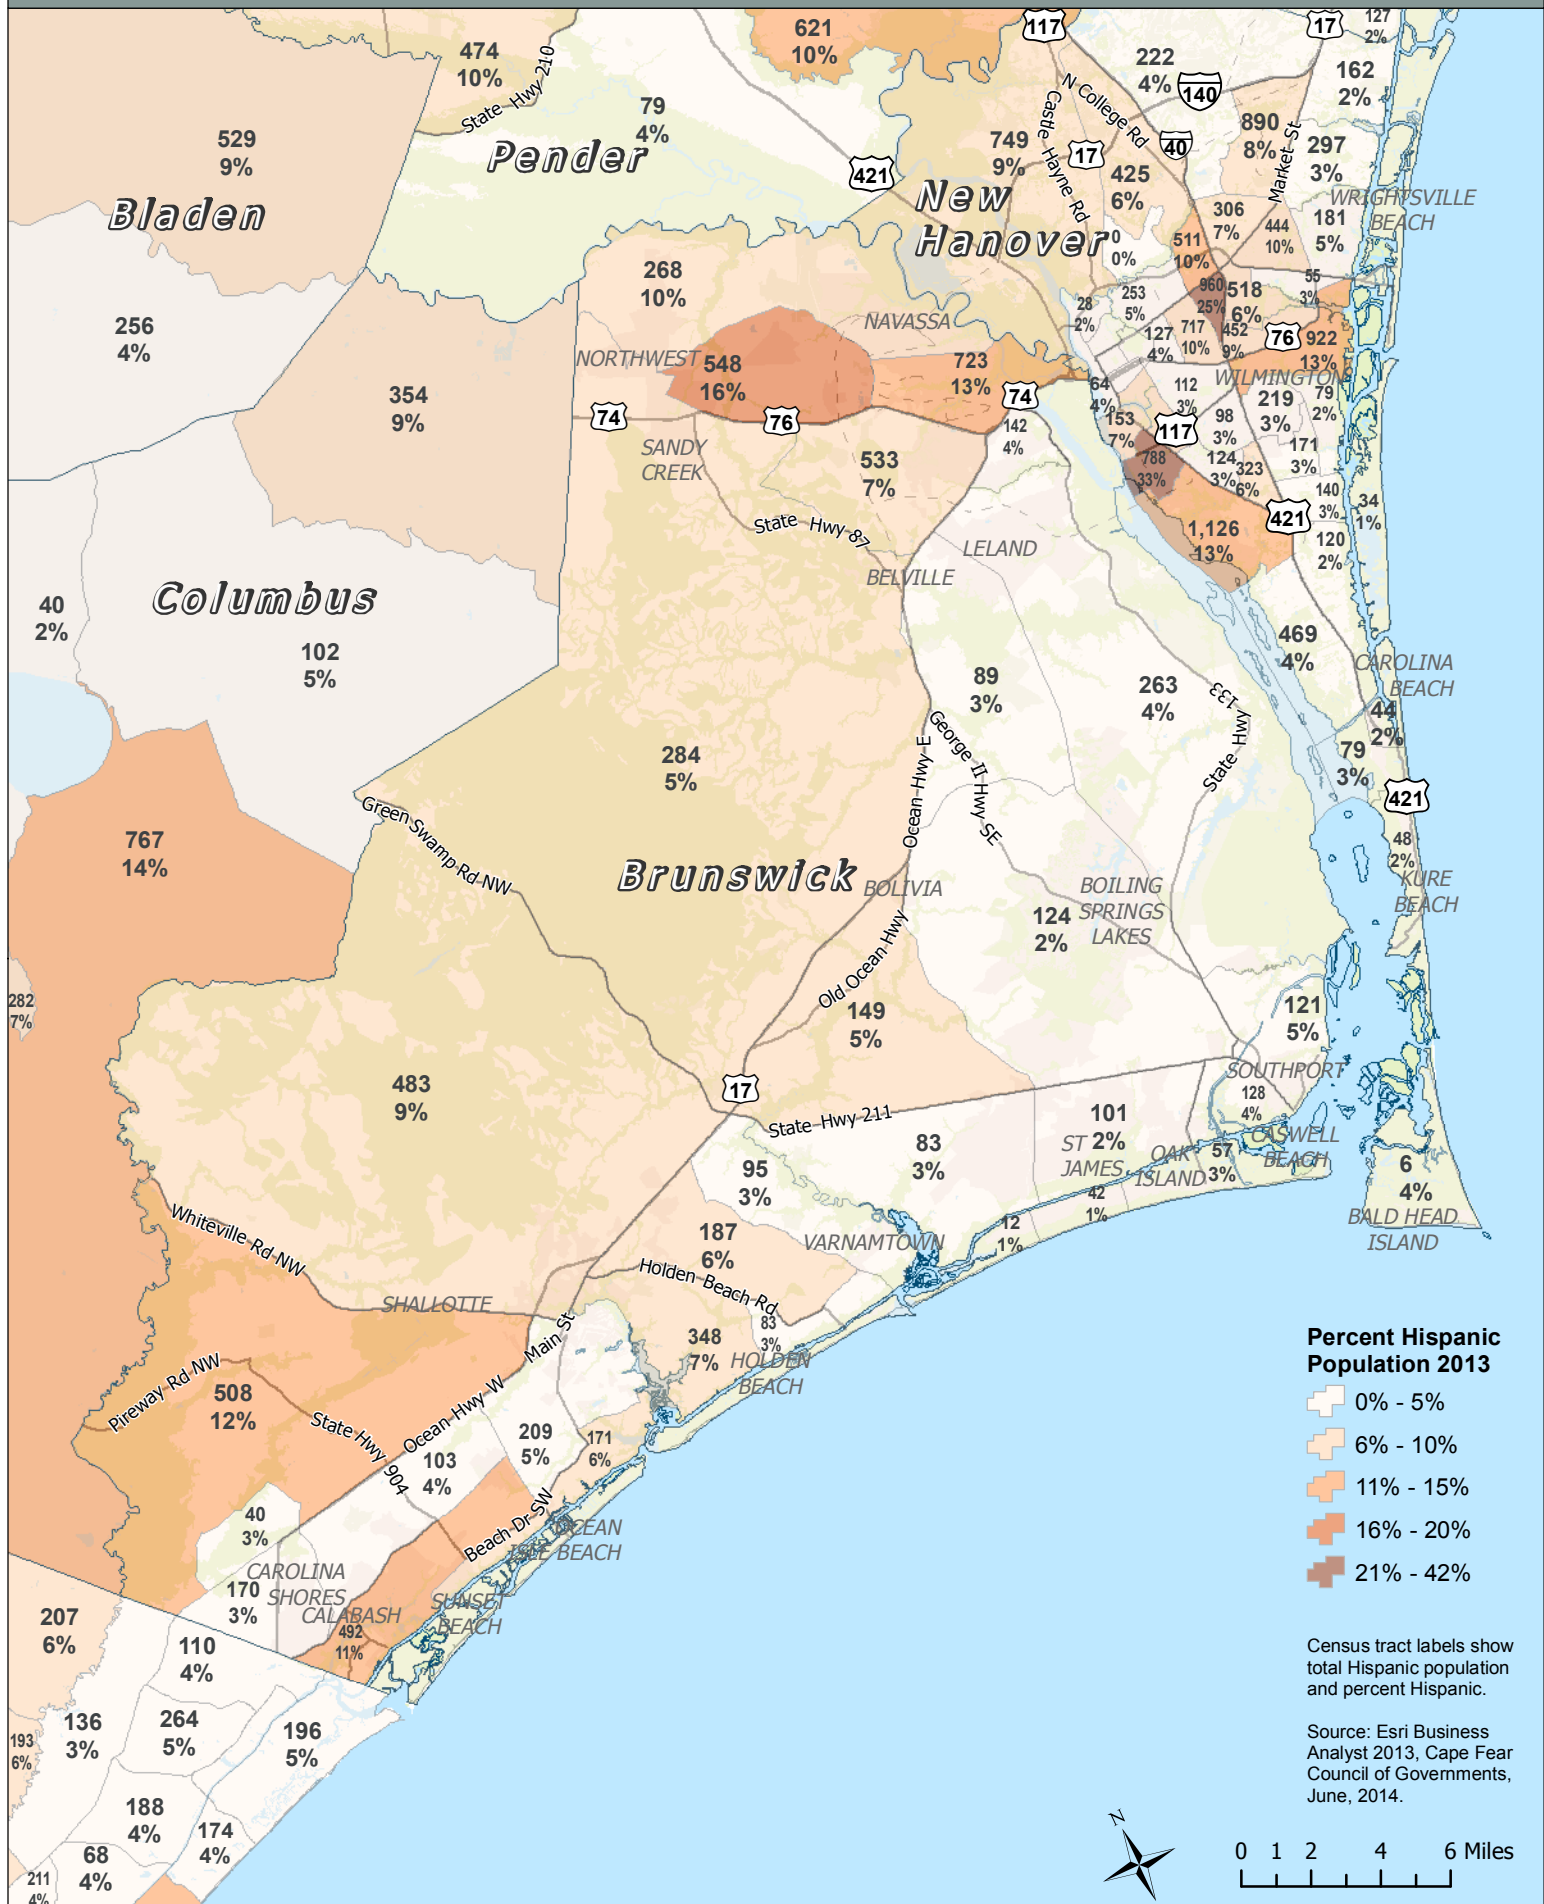 117
17
127
2%
621
10%
474
10%
State Hwy 210
222
4%
140
162
2%
79
4%
N College Rd
Castle Hayne Rd
890
8%
Market St
529
9%
Pender
421
749
9%
17
40
297
3%
425
6%
New
Hanover
Bladen
WRIGHTSVILLE
BEACH
306
7%
444
10%
181
5%
0
0%
511
10%
268
10%
55
3%
960
25%
518
6%
253
5%
28
2%
256
4%
NAVASSA
127
4%
717
10%
452
9%
76
922
13%
NORTHWEST
548
16%
723
13%
WILMINGTON
354
9%
74
64
4%
112
3%
219
3%
79
2%
74
76
142
4%
153
7%
117
98
3%
171
3%
SANDY
CREEK
533
7%
788
33%
124
3%
323
6%
140
3%
34
1%
State Hwy 87
1,126
13%
421
120
2%
LELAND
BELVILLE
40
2%
Columbus
102
5%
469
4%
CAROLINA
BEACH
89
3%
263
4%
State Hwy 133
44
2%
284
5%
George II Hwy SE
Ocean Hwy E
79
3%
421
Green Swamp Rd NW
767
14%
48
2%
KURE
BEACH
Brunswick
BOLIVIA
BOILING
SPRINGS
LAKES
124
2%
Old Ocean Hwy
282
7%
149
5%
121
5%
SOUTHPORT
483
9%
17
128
4%
State Hwy 211
101
2%
ST
JAMES
83
3%
OAK
ISLAND
57
3%
CASWELL
BEACH
95
3%
6
4%
BALD HEAD
ISLAND
42
1%
12
1%
Whiteville Rd NW
187
6%
VARNAMTOWN
Holden Beach Rd
SHALLOTTE
Main St
83
3%
348
7%
HOLDEN
BEACH
Pireway Rd NW
508
12%
State Hwy 904
Ocean Hwy W
209
5%
171
6%
103
4%
40
3%
Beach Dr SW
OCEAN
ISLE BEACH
CAROLINA
SHORES
170
3%
CALABASH
SUNSET
BEACH
492
11%
207
6%
110
4%
136
3%
264
5%
196
5%
193
6%
188
4%
174
4%
68
4%
211
4%
Percent Hispanic
Population 2013
0% - 5%
6% - 10%
11% - 15%
16% - 20%
21% - 42%
Census tract labels show
total Hispanic population
and percent Hispanic.
Source: Esri Business
Analyst 2013, Cape Fear
Council of Governments,
June, 2014.
N
0 1 2 4 6 Miles